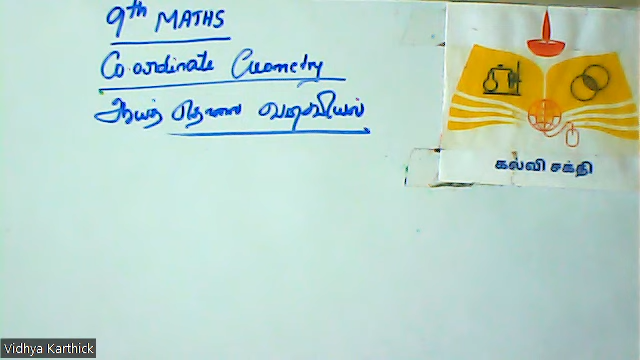 9th MATHS
Co-ordinate Geometry
ஆயத் தொலை வடிவியல்
கல்வி சக்தி
Vidhya Karthick